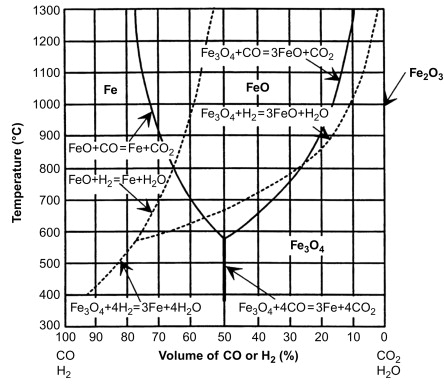 1300
1200
1100
1000
900
800
700
600
500
400
300
Temperature (°C)
Fe
FeO
Fe₃O₄+CO=3FeO+CO₂
Fe₂O₃
Fe₃O₄+H₂=3FeO+H₂O
FeO+CO=Fe+CO₂
FeO+H₂=Fe+H₂O
Fe₃O₄
Fe₃O₄+4H₂=3Fe+4H₂O
Fe₃O₄+4CO=3Fe+4CO₂
100 90 80 70 60 50 40 30 20 10 0
CO Volume of CO or H₂ (%) CO₂
H₂ H₂O